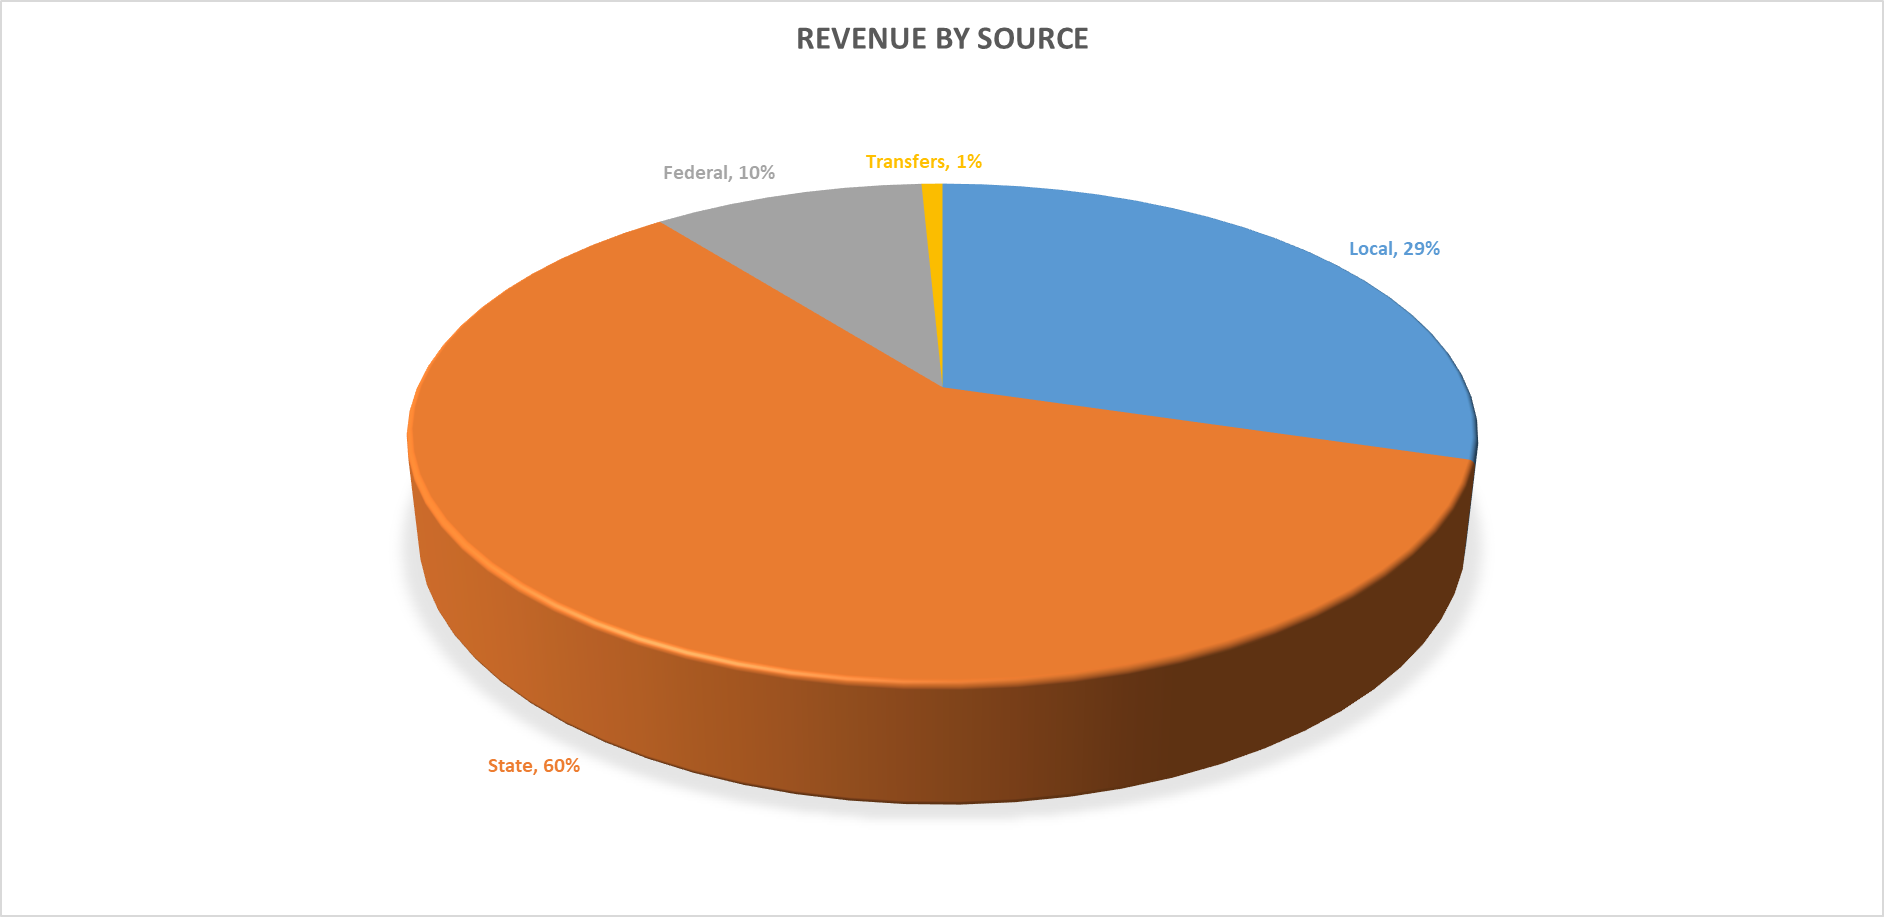 REVENUE BY SOURCE
Transfers, 1%
Federal, 10%
Local, 29%
State, 60%